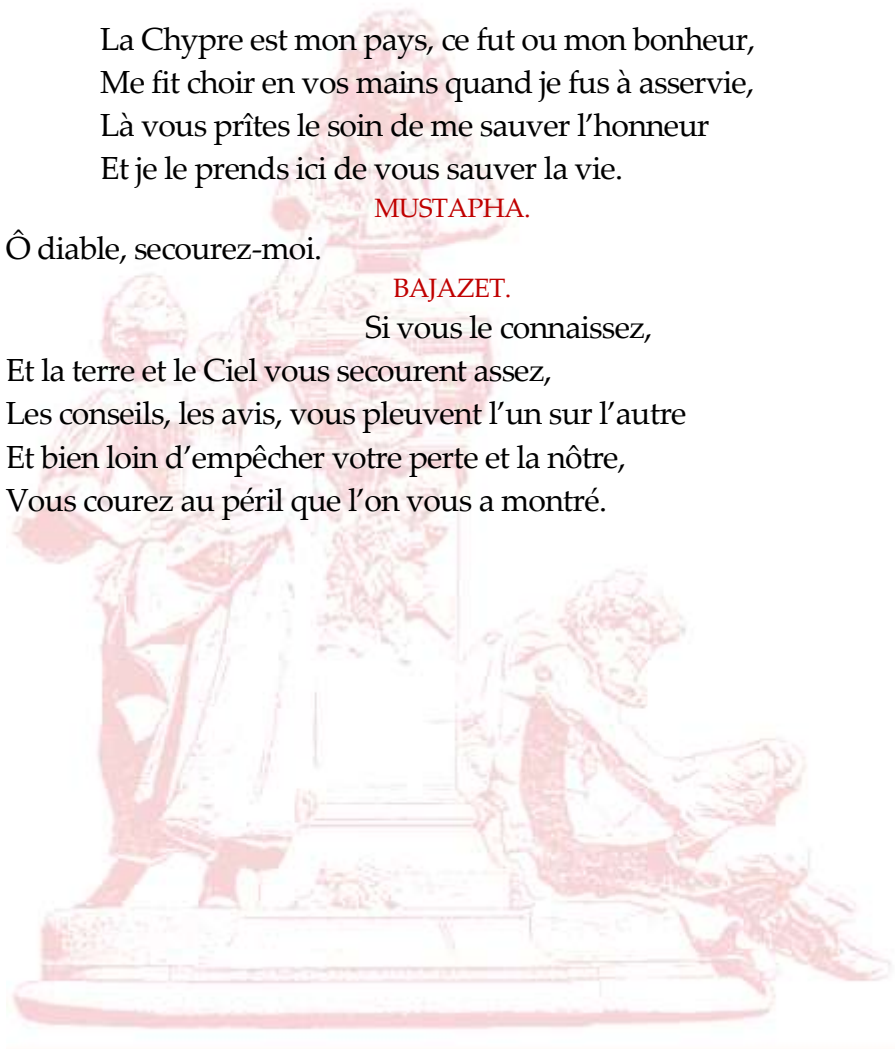 La Chypre est mon pays, ce fut ou mon bonheur,
Me fit choir en vos mains quand je fus à asservie,
Là vous prîtes le soin de me sauver l’honneur
Et je le prends ici de vous sauver la vie.
MUSTAPHA.
Ô diable, secourez-moi.
BAJAZET.
Si vous le connaissez,
Et la terre et le Ciel vous secourent assez,
Les conseils, les avis, vous pleuvent l’un sur l’autre
Et bien loin d’empêcher votre perte et la nôtre,
Vous courez au péril que l’on vous a montré.